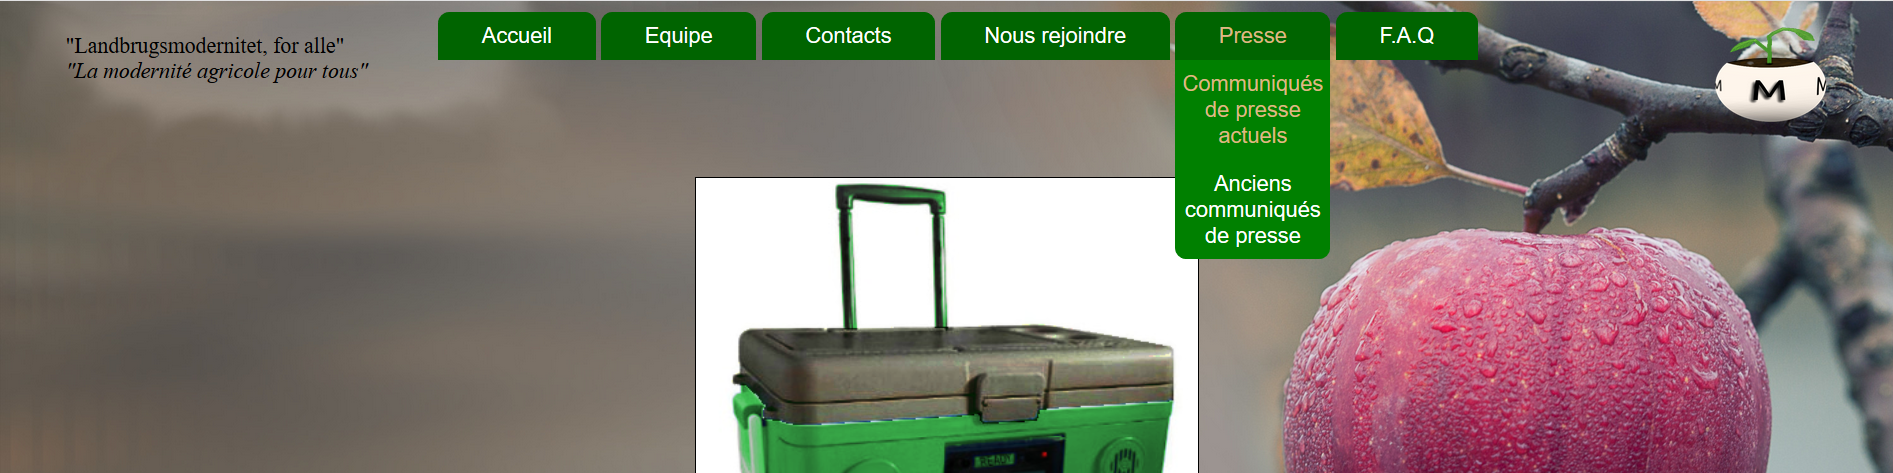 "Landbrugsmodernitet, for alle"
"La modernité agricole pour tous"
Accueil
Equipe
Contacts
Nous rejoindre
Presse
F.A.Q
Communiqués
de presse
actuels
Anciens
communiqués
de presse
M M M
READY